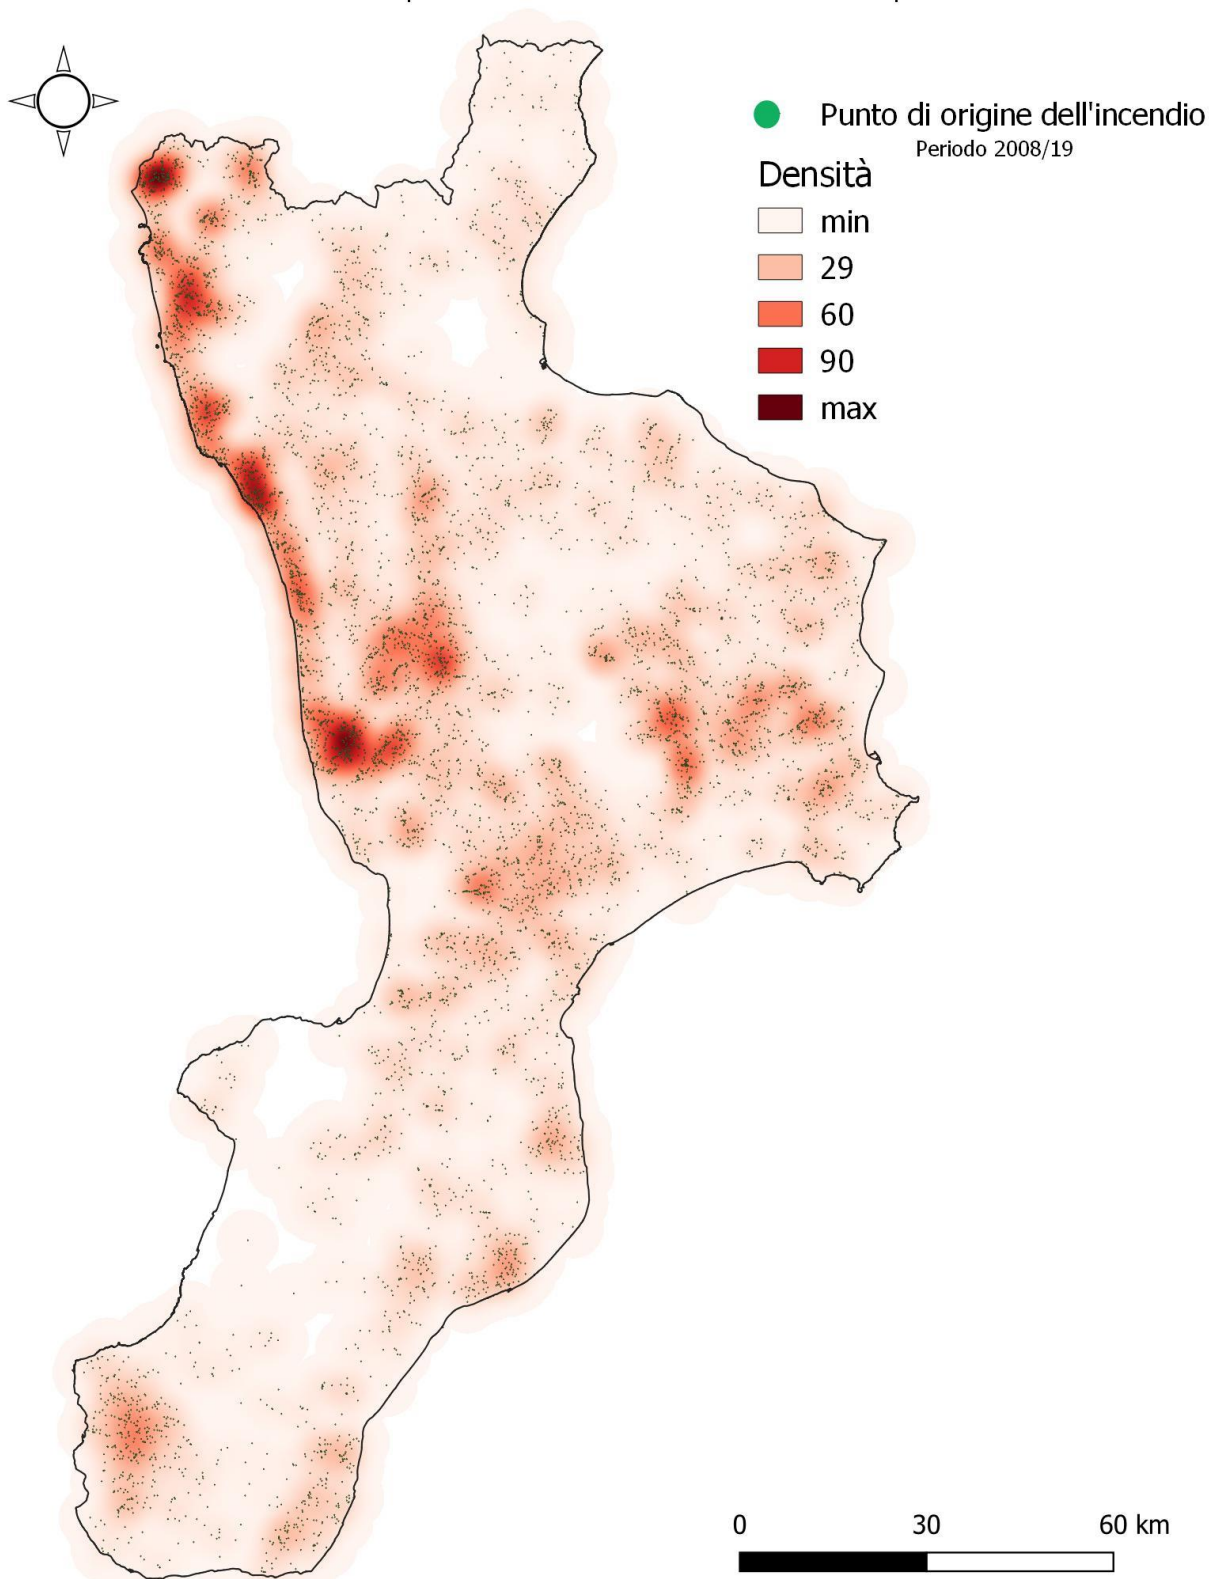 Punto di origine dell'incendio
Periodo 2008/19
Densità
min
29
60
90
max
0 30 60 km